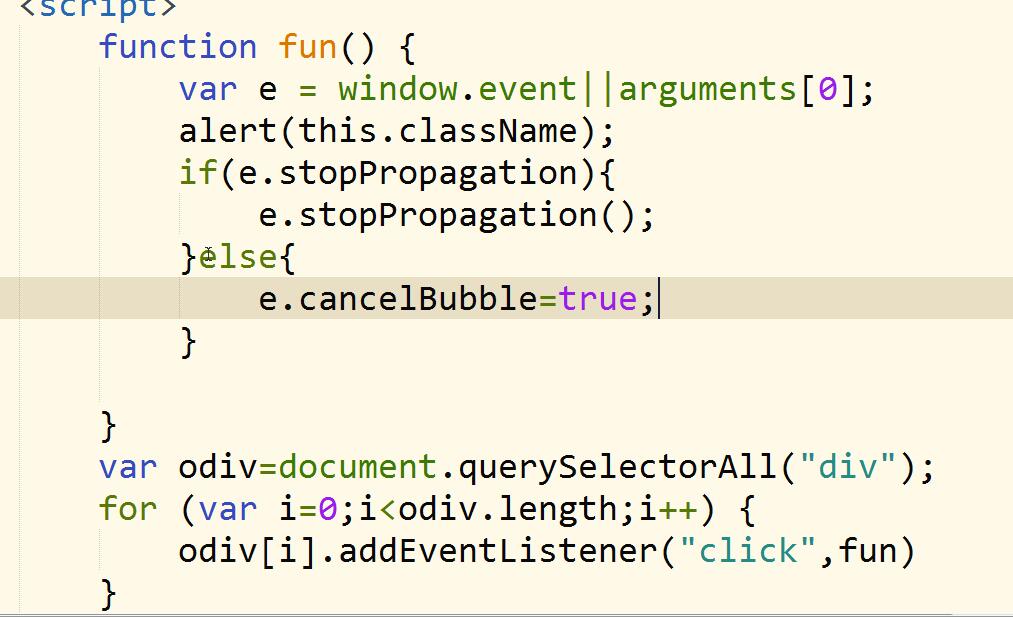 <script>
function fun() {
var e = window.event||arguments[0];
alert(this.className);
if(e.stopPropagation){
e.stopPropagation();
}else{
e.cancelBubble=true;
}
}
var odiv=document.querySelectorAll("div");
for (var i=0;i<odiv.length;i++) {
odiv[i].addEventListener("click",fun)
}